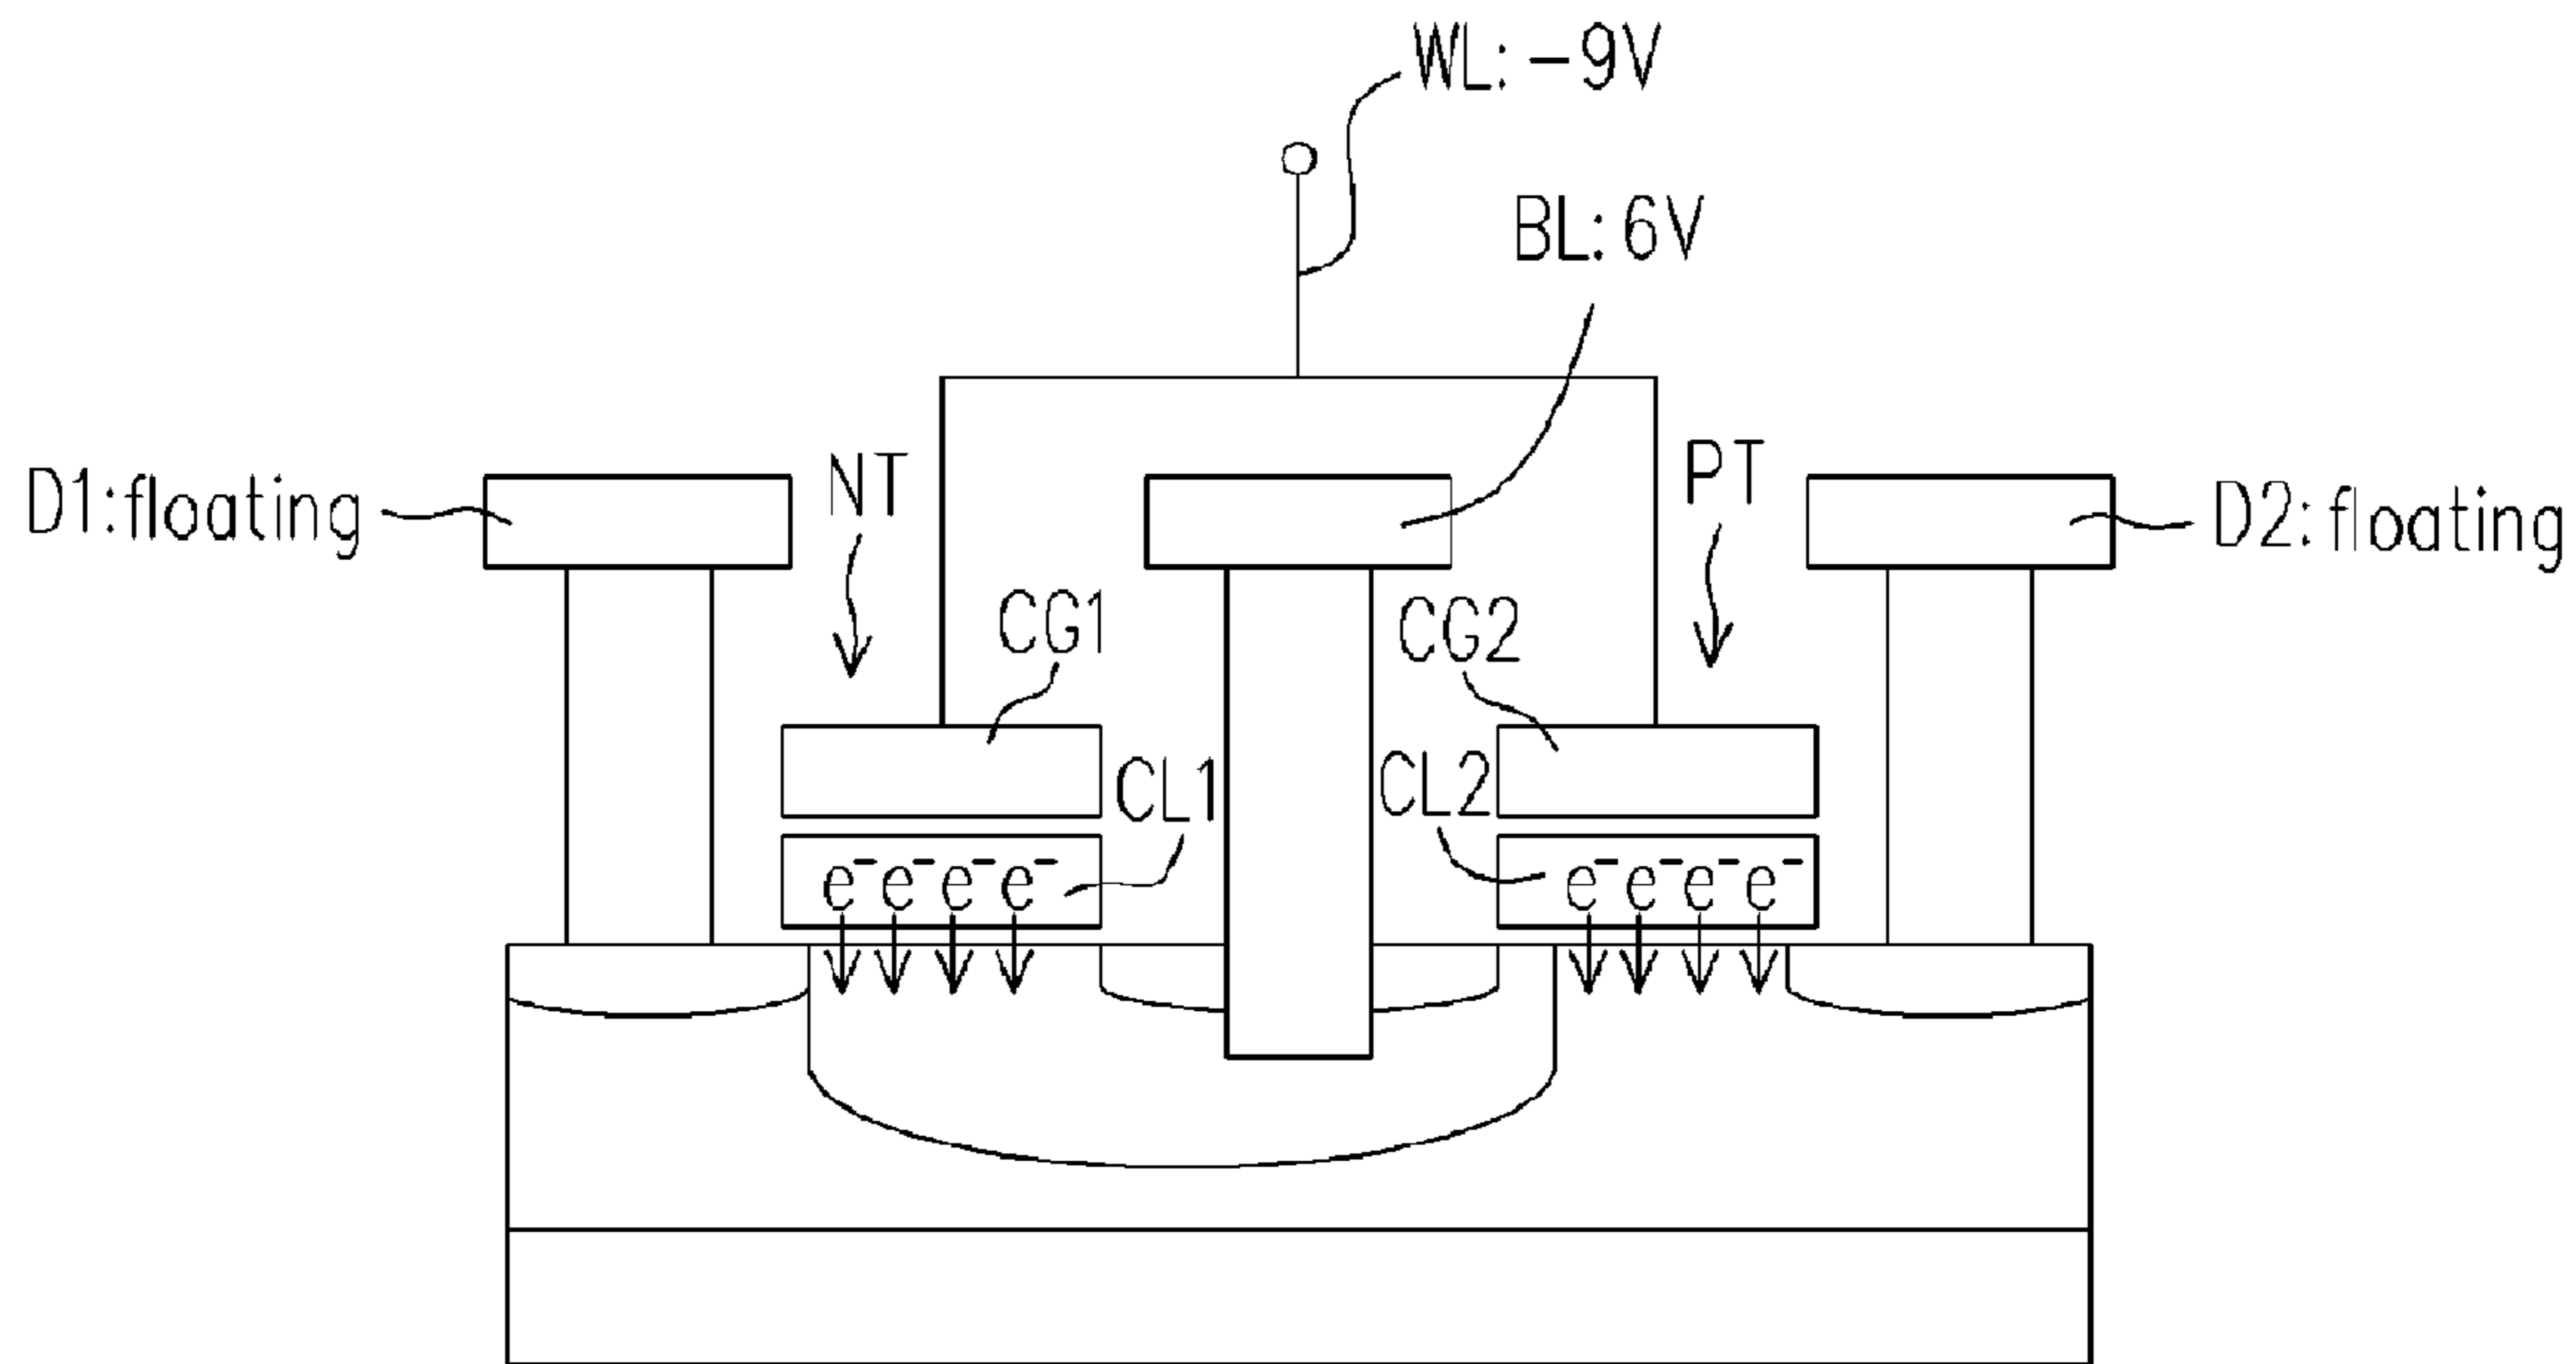 WL: -9V
BL: 6V
D1:floating
NT
PT
D2: floating
CG1
CG2
CL1
CL2
e- e- e- e-
e- e- e- e-